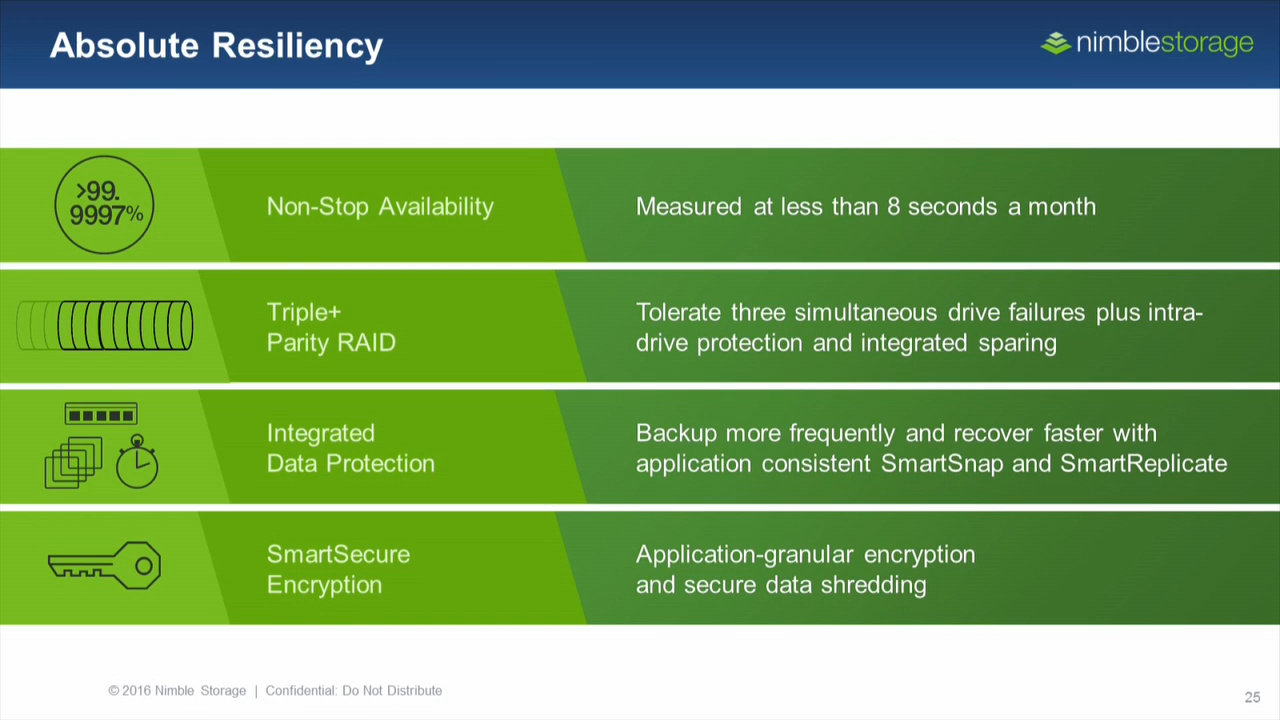 Absolute Resiliency
nimblestorage
>99.
9997%
Non-Stop Availability
Measured at less than 8 seconds a month
Triple+
Parity RAID
Tolerate three simultaneous drive failures plus intra-
drive protection and integrated sparing
Integrated
Data Protection
Backup more frequently and recover faster with
application consistent SmartSnap and SmartReplicate
SmartSecure
Encryption
Application-granular encryption
and secure data shredding
© 2016 Nimble Storage | Confidential: Do Not Distribute
25